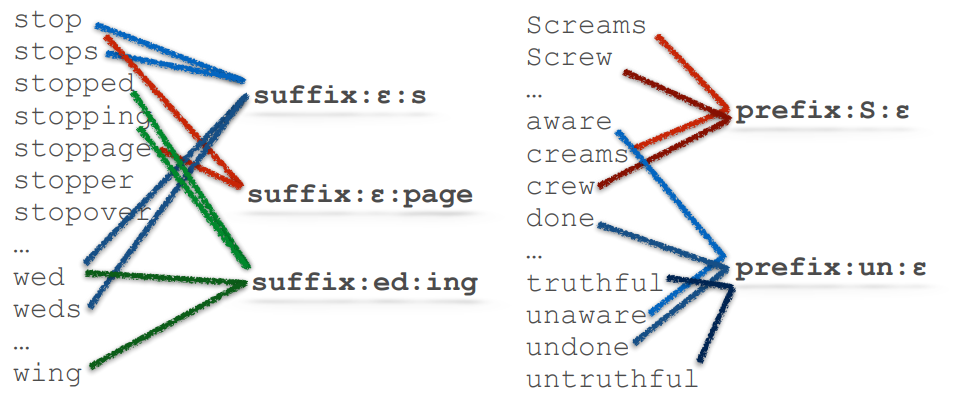 stop
stops
stopped
stopping
stoppage
stopper
stopover
…
wed
weds
…
wing
suffix:ε:s
suffix:ε:page
suffix:ed:ing
Screams
Screw
…
aware
creams
crew
done
…
truthful
unaware
undone
untruthful
prefix:S:ε
prefix:un:ε